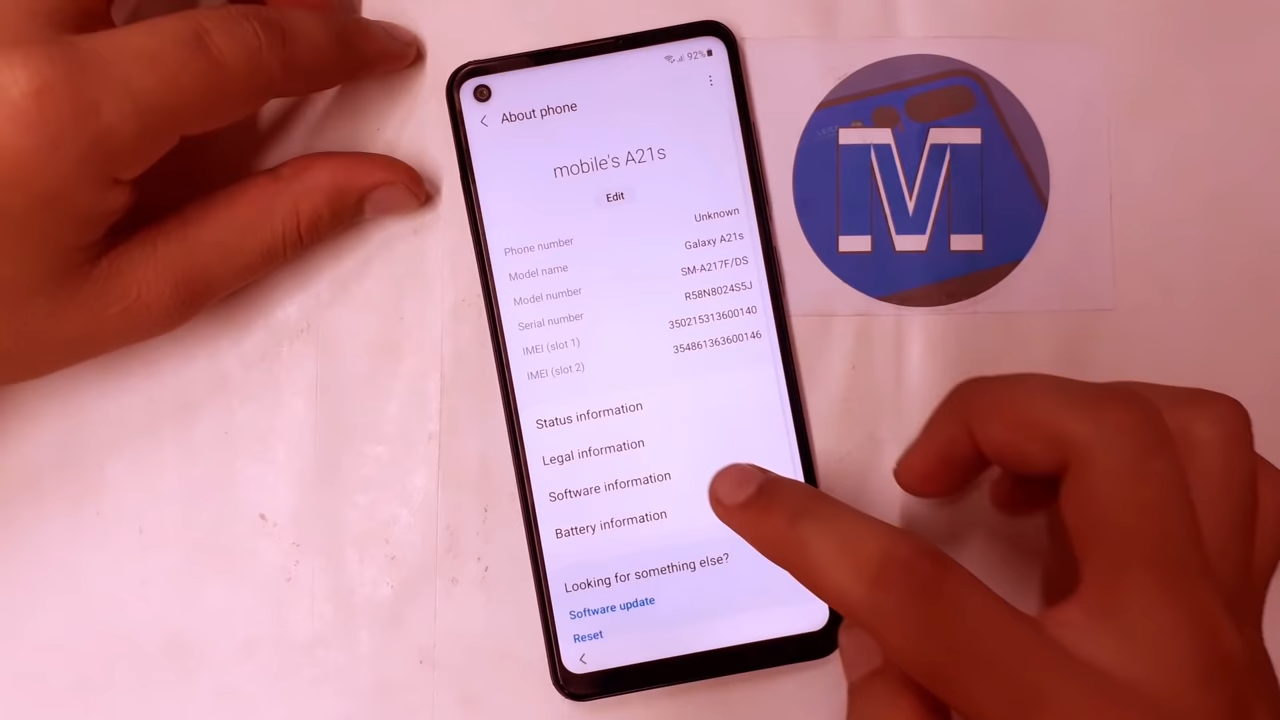 92%
About phone
mobile's A21s
Edit
Phone number Unknown
Model name Galaxy A21s
Model number SM-A217F/DS
Serial number R58N8024S5J
IMEI (slot 1) 350215313600140
IMEI (slot 2) 354861363600146
Status information
Legal information
Software information
Battery information
Looking for something else?
Software update
Reset
M